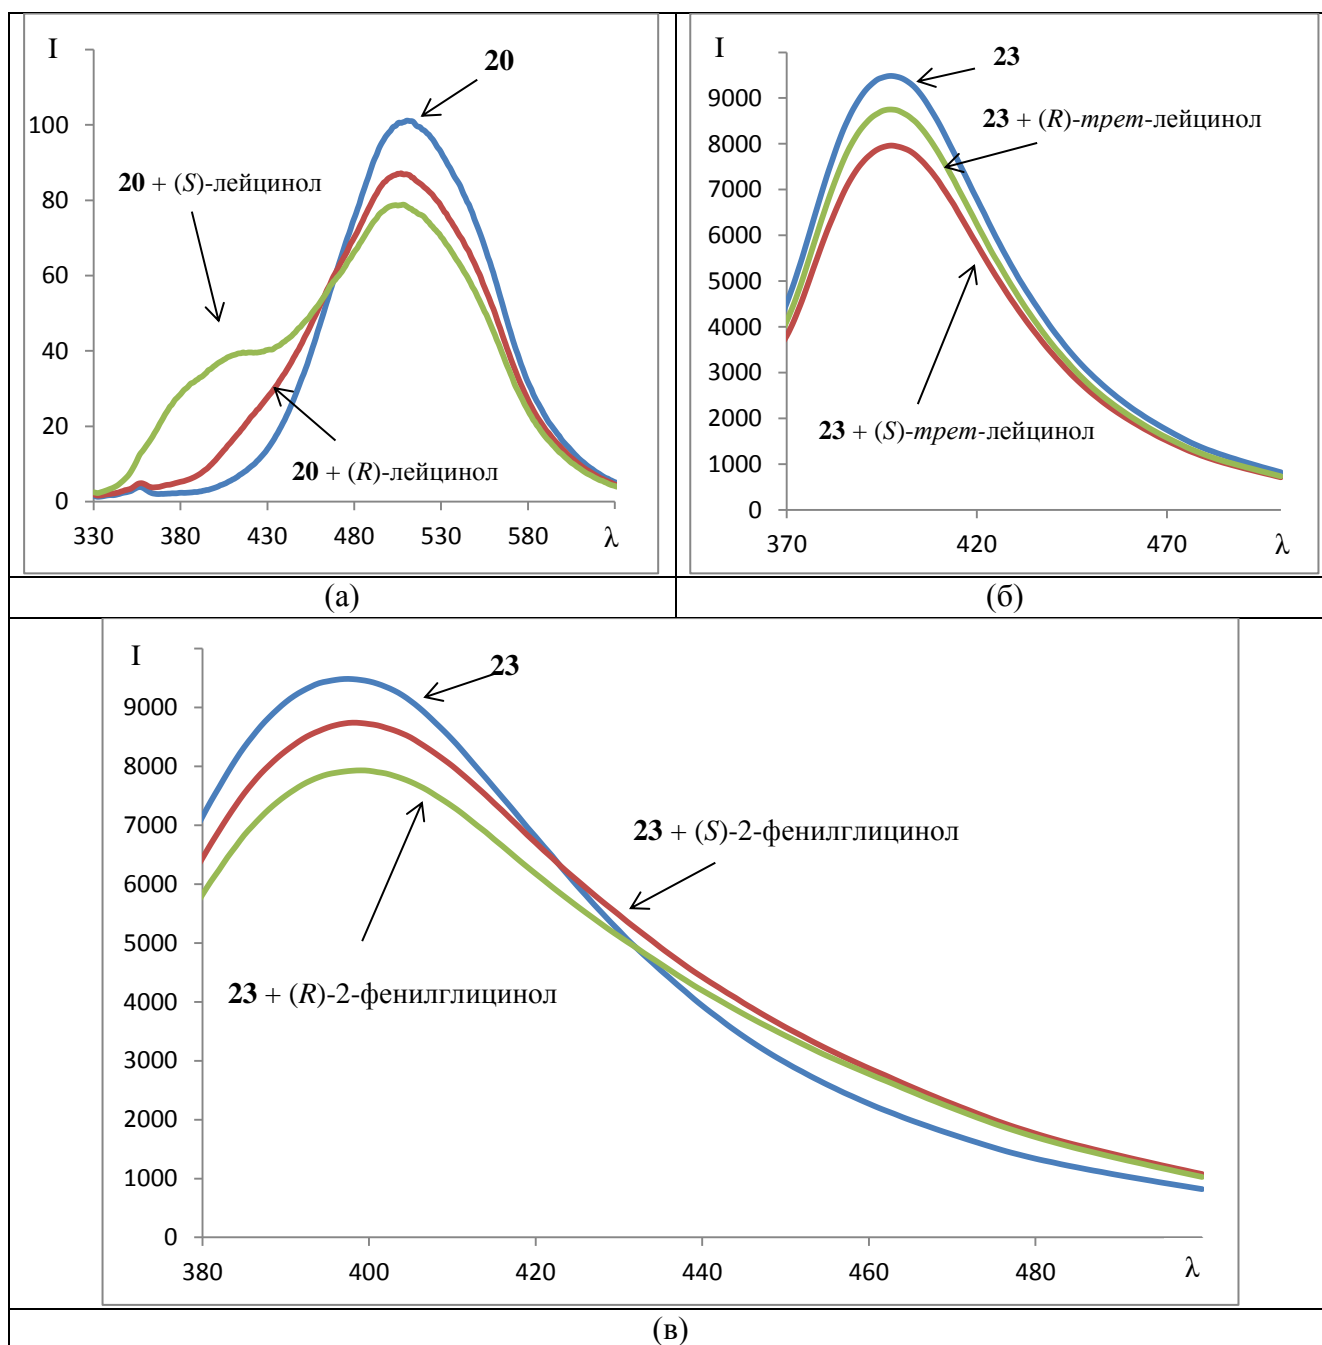 I
100
80
60
40
20
0
330 380 430 480 530 580 λ
20
20 + (S)-лейцинол
20 + (R)-лейцинол
(а)
I
9000
8000
7000
6000
5000
4000
3000
2000
1000
0
370 420 470 λ
23
23 + (R)-трет-лейцинол
23 + (S)-трет-лейцинол
(б)
I
9000
8000
7000
6000
5000
4000
3000
2000
1000
0
380 400 420 440 460 480 λ
23
23 + (S)-2-фенилглицинол
23 + (R)-2-фенилглицинол
(в)